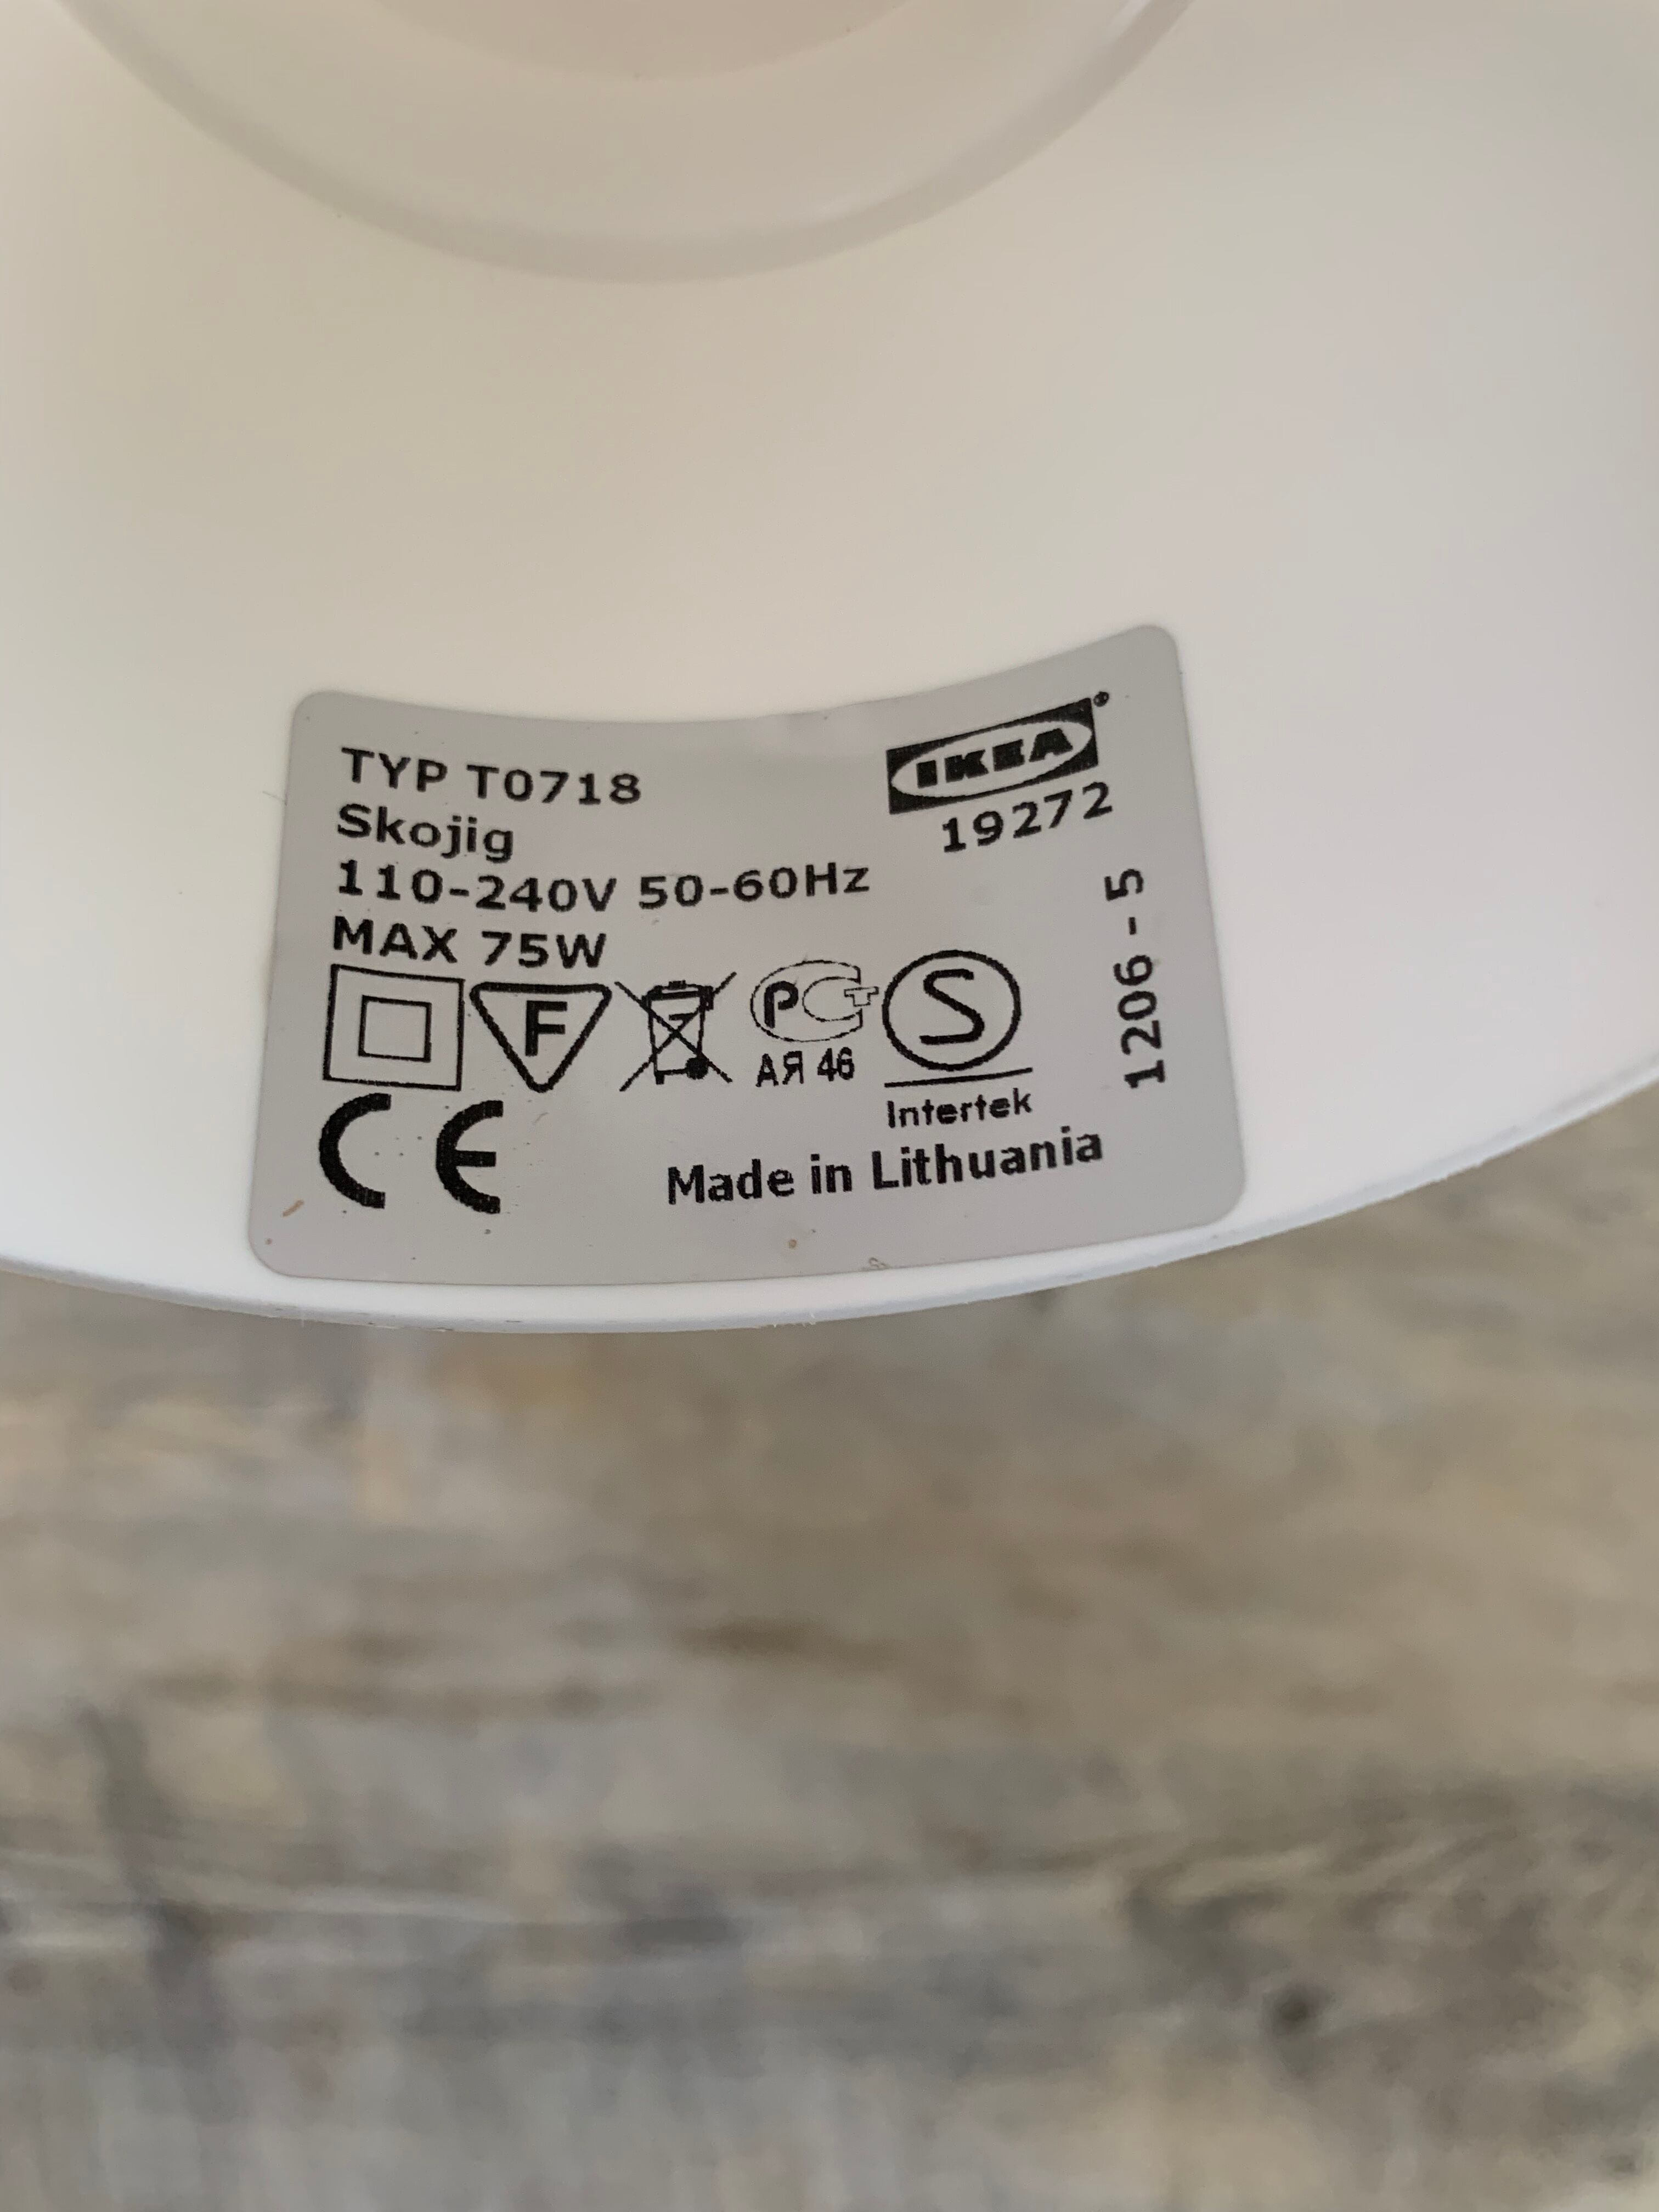 TYP T0718
Skojig
110-240V 50-60Hz
MAX 75W
IKEA®
19272
1206 - 5
F
PCT
АЯ 46
S
Intertek
CE
Made in Lithuania